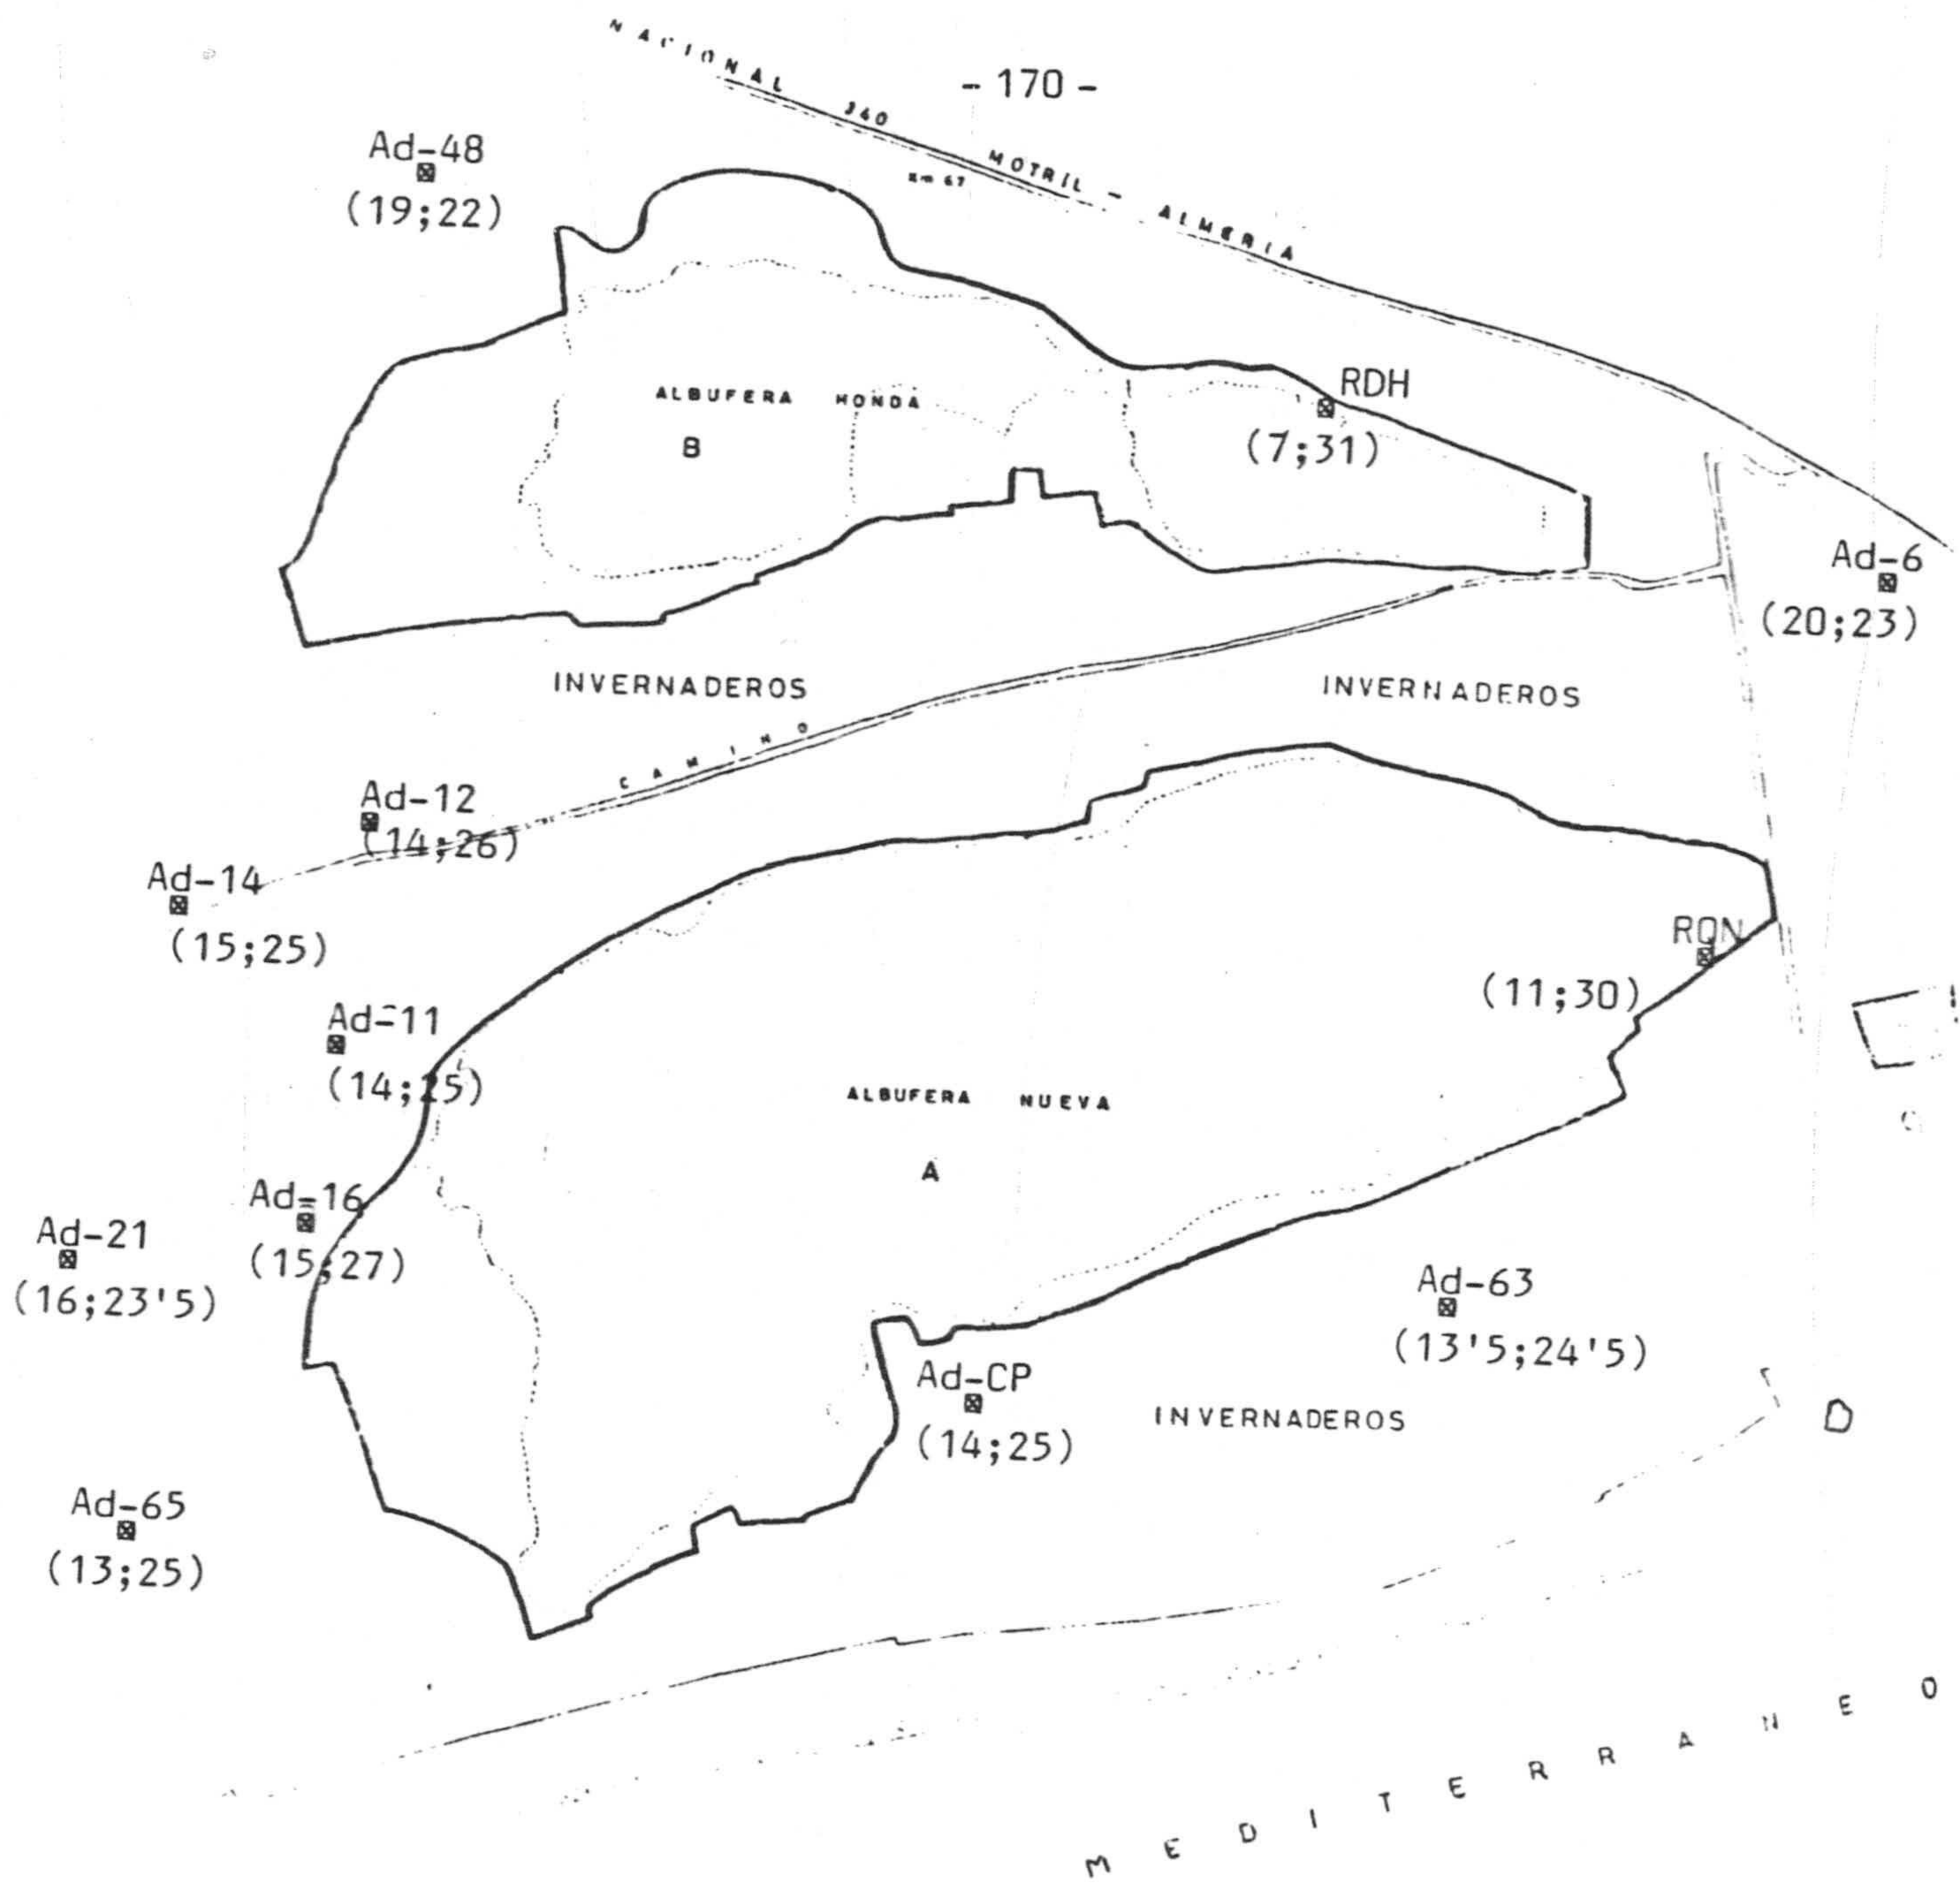 - 170 -
NACIONAL 340 MOTRIL - ALMERIA
Km 67
Ad-48
(19;22)
RDH
(7;31)
ALBUFERA HONDA
B
Ad-6
(20;23)
INVERNADEROS
INVERNADEROS
CAMINO
Ad-12
(14;26)
Ad-14
(15;25)
RDN
(11;30)
Ad-11
(14;25)
ALBUFERA NUEVA
A
Ad-16
(15;27)
Ad-21
(16;23'5)
Ad-63
(13'5;24'5)
Ad-CP
(14;25)
INVERNADEROS
Ad-65
(13;25)
MEDITERRANEO